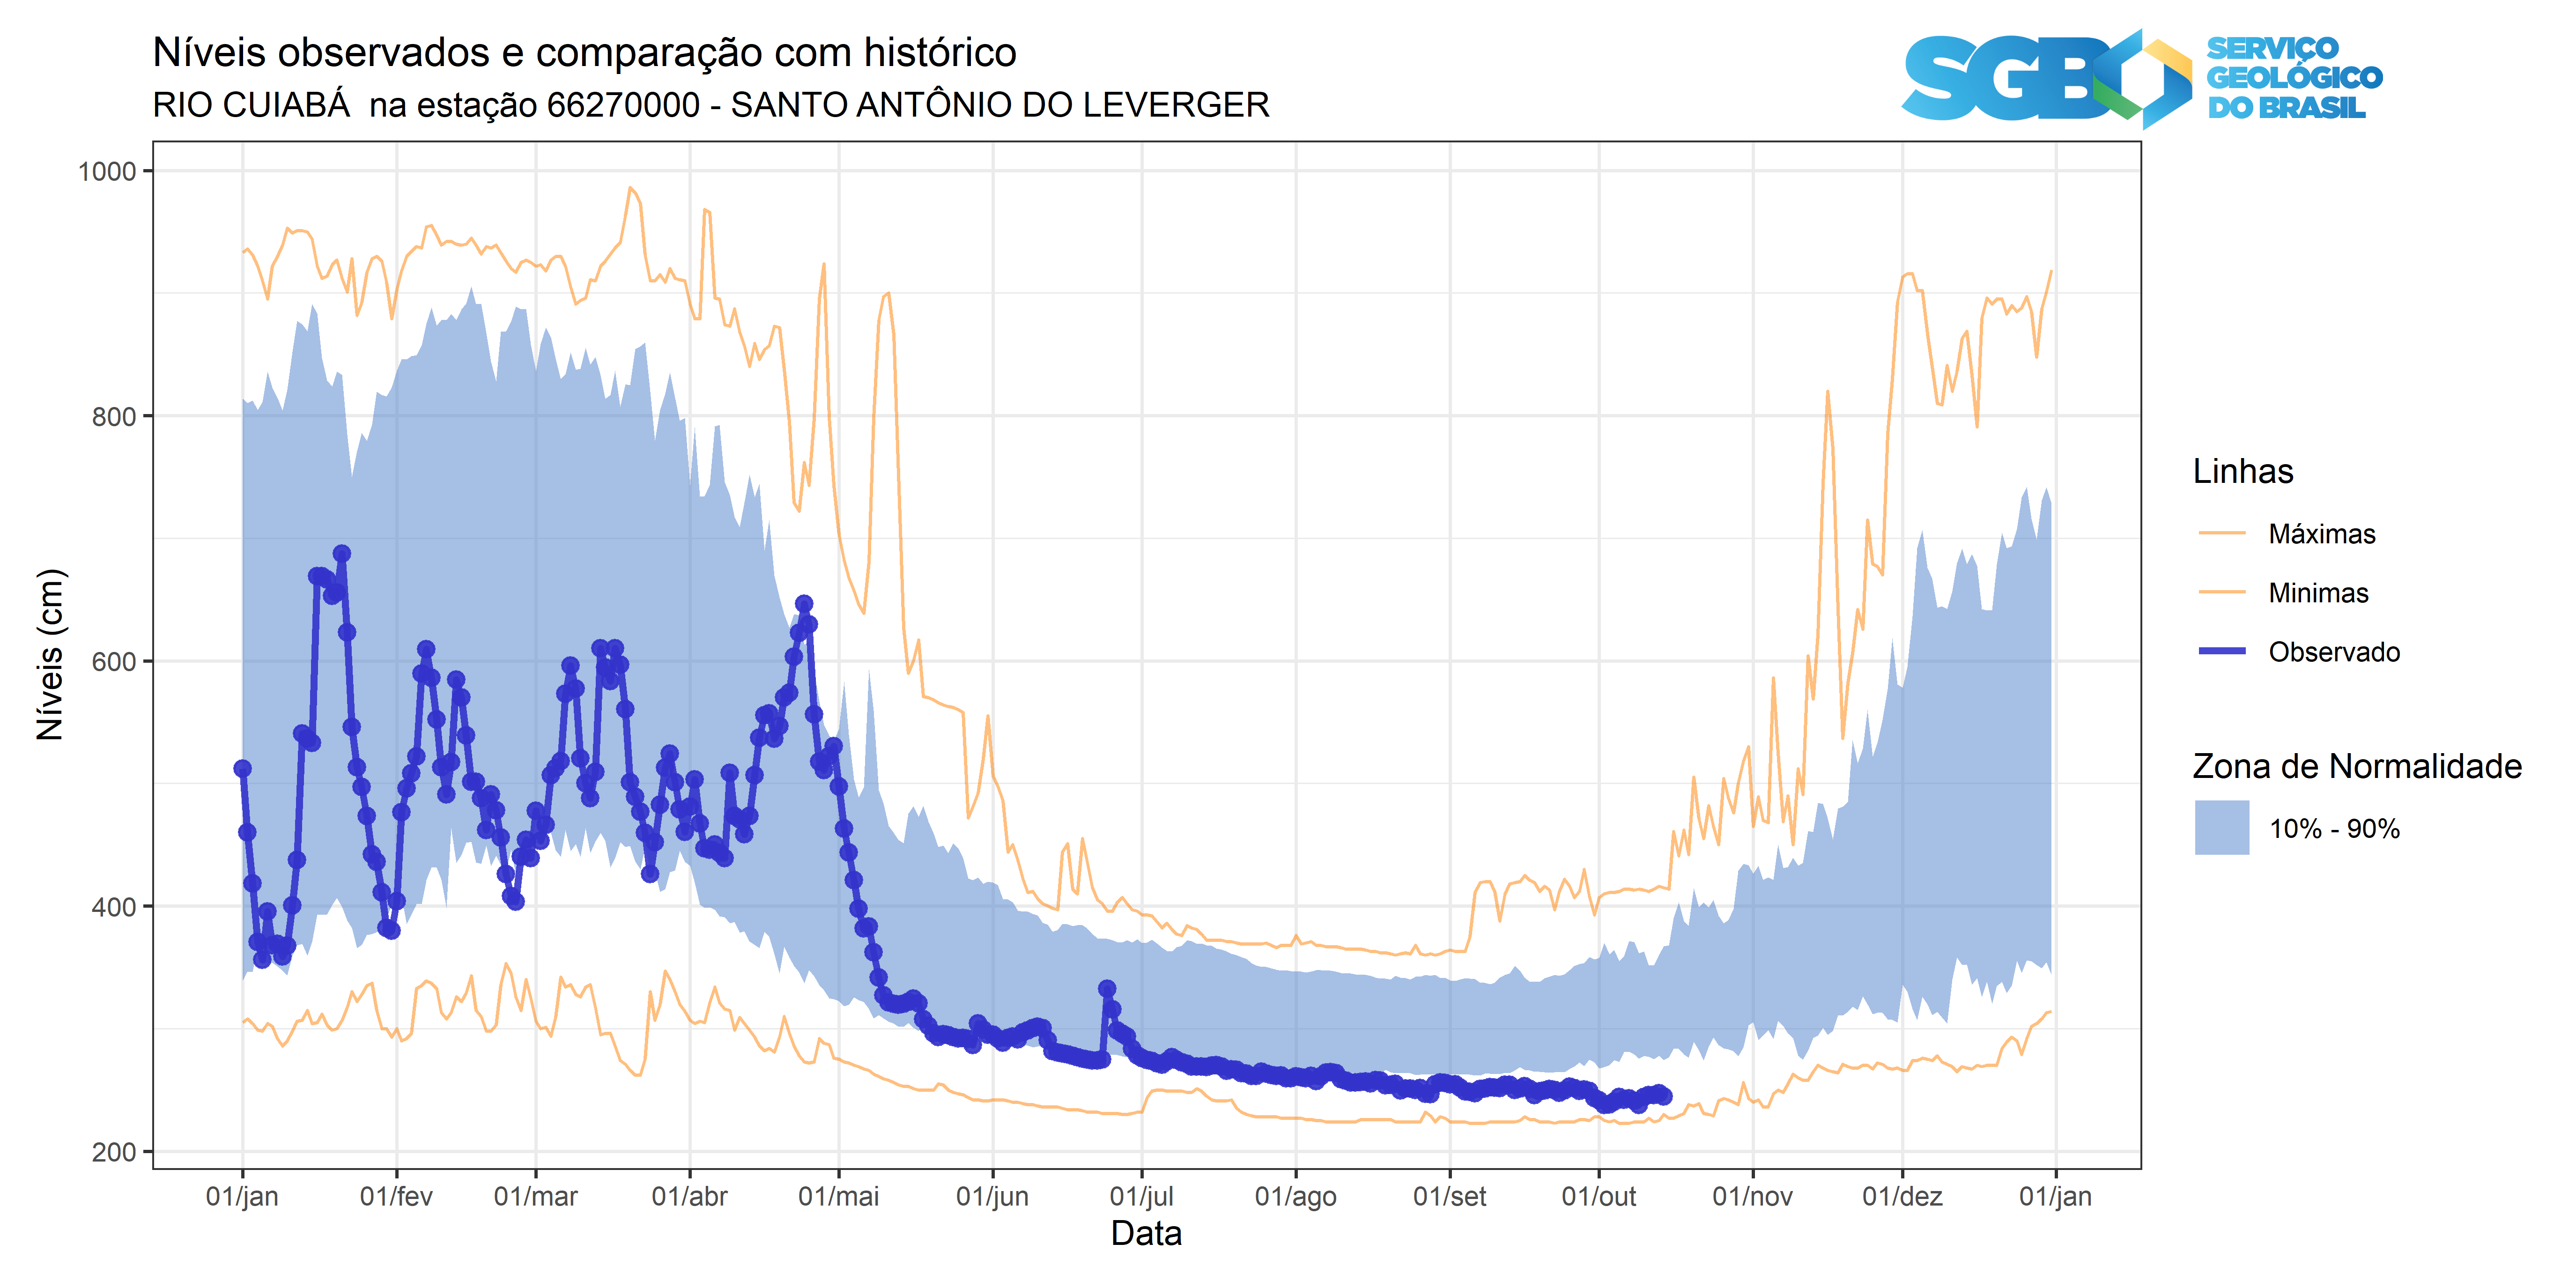 Níveis observados e comparação com histórico
RIO CUIABÁ na estação 66270000 - SANTO ANTÔNIO DO LEVERGER
SGB
SERVIÇO
GEOLÓGICO
DO BRASIL
Níveis (cm)
1000
800
600
400
200
01/jan
01/fev
01/mar
01/abr
01/mai
01/jun
01/jul
01/ago
01/set
01/out
01/nov
01/dez
01/jan
Data
Linhas
Máximas
Minimas
Observado
Zona de Normalidade
10% - 90%